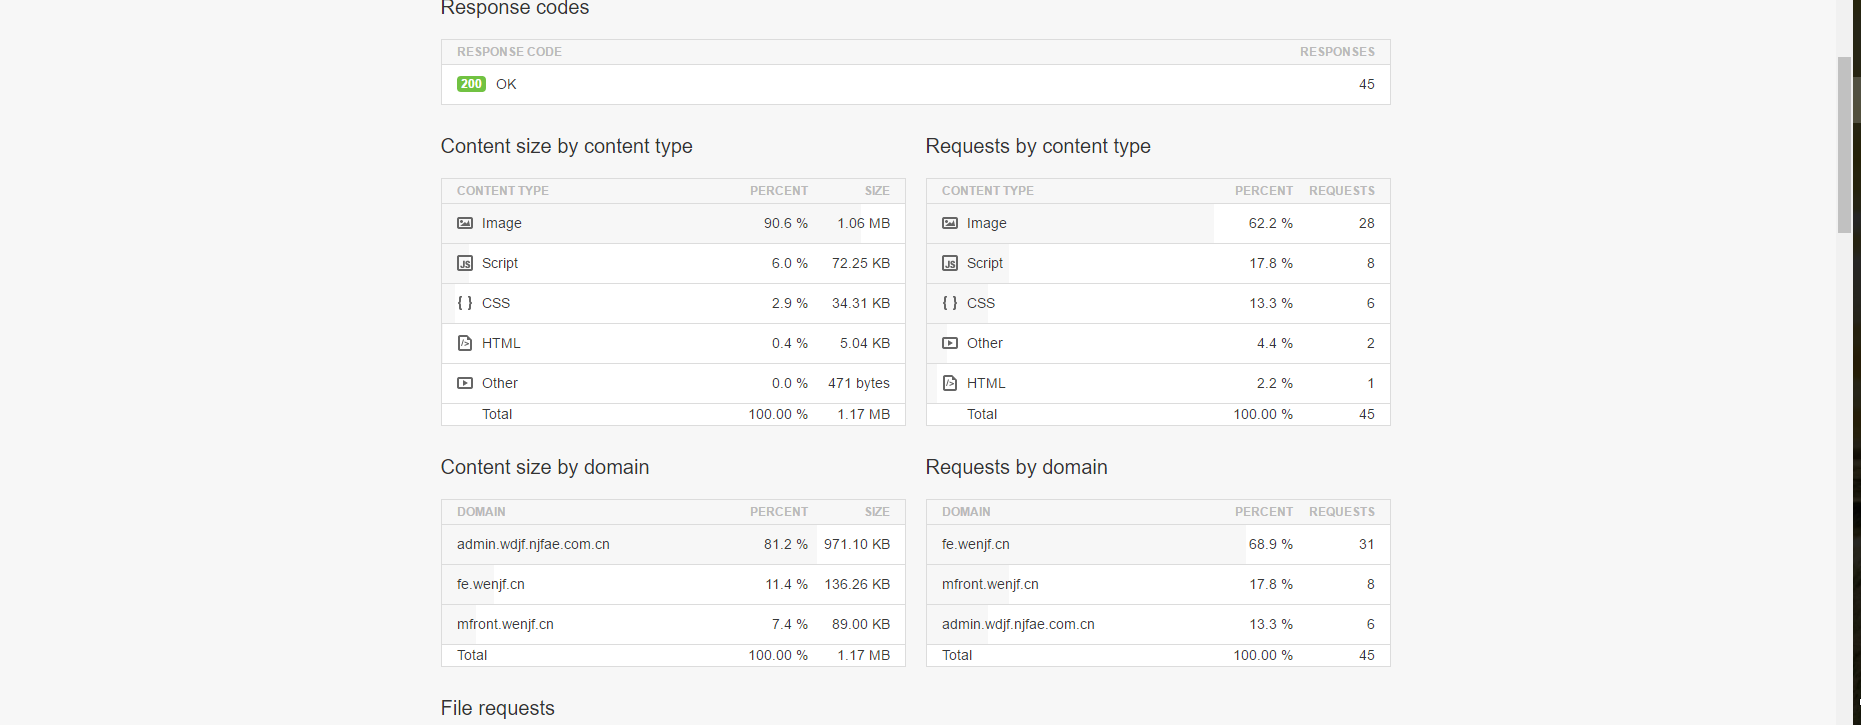 Response codes
RESPONSE CODE RESPONSES
200 OK 45
Content size by content type
CONTENT TYPE PERCENT SIZE
Image 90.6 % 1.06 MB
JS Script 6.0 % 72.25 KB
{ } CSS 2.9 % 34.31 KB
</> HTML 0.4 % 5.04 KB
Other 0.0 % 471 bytes
Total 100.00 % 1.17 MB
Requests by content type
CONTENT TYPE PERCENT REQUESTS
Image 62.2 % 28
JS Script 17.8 % 8
{ } CSS 13.3 % 6
Other 4.4 % 2
</> HTML 2.2 % 1
Total 100.00 % 45
Content size by domain
DOMAIN PERCENT SIZE
admin.wdjf.njfae.com.cn 81.2 % 971.10 KB
fe.wenjf.cn 11.4 % 136.26 KB
mfront.wenjf.cn 7.4 % 89.00 KB
Total 100.00 % 1.17 MB
Requests by domain
DOMAIN PERCENT REQUESTS
fe.wenjf.cn 68.9 % 31
mfront.wenjf.cn 17.8 % 8
admin.wdjf.njfae.com.cn 13.3 % 6
Total 100.00 % 45
File requests